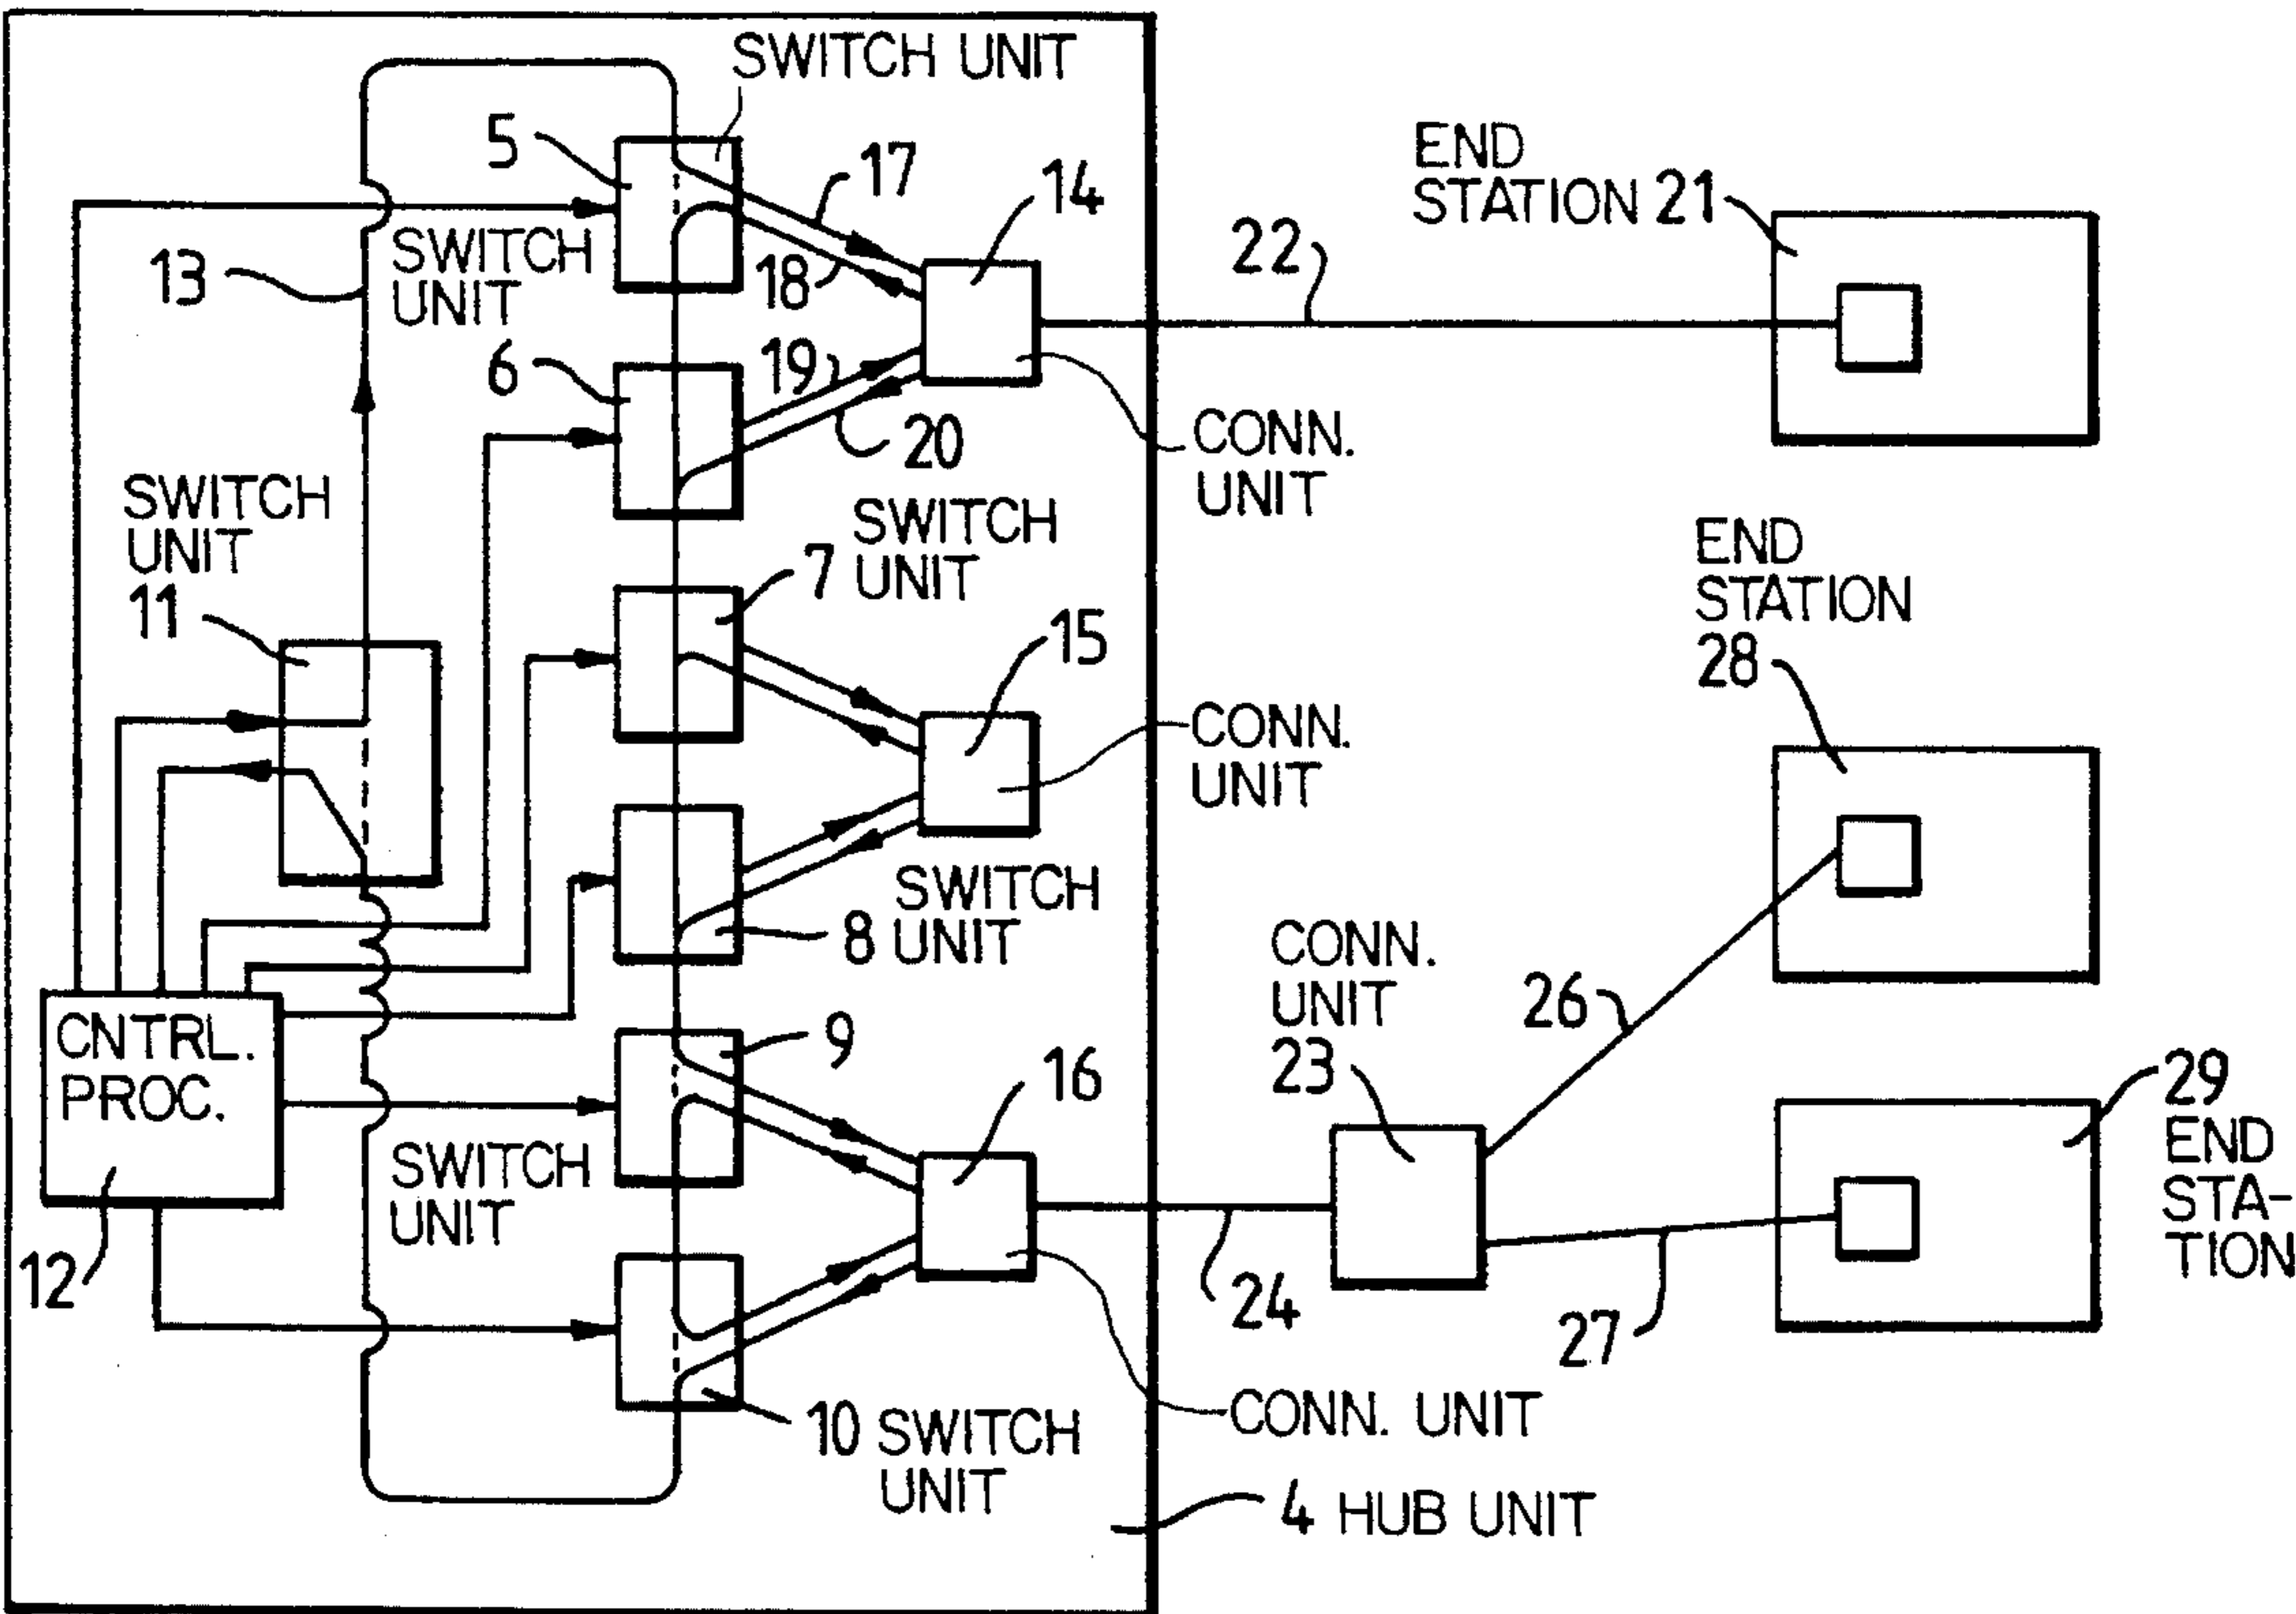 SWITCH UNIT
5
17
14
END
STATION 21
13
SWITCH
UNIT
18
22
6
19
20
CONN.
UNIT
SWITCH
UNIT
11
7 SWITCH
UNIT
END
STATION
28
15
CONN.
UNIT
8 SWITCH
UNIT
CONN.
UNIT
23
26
CNTRL.
PROC.
12
9
16
29
END
STA-
TION
SWITCH
UNIT
24
27
10 SWITCH
UNIT
CONN. UNIT
4 HUB UNIT